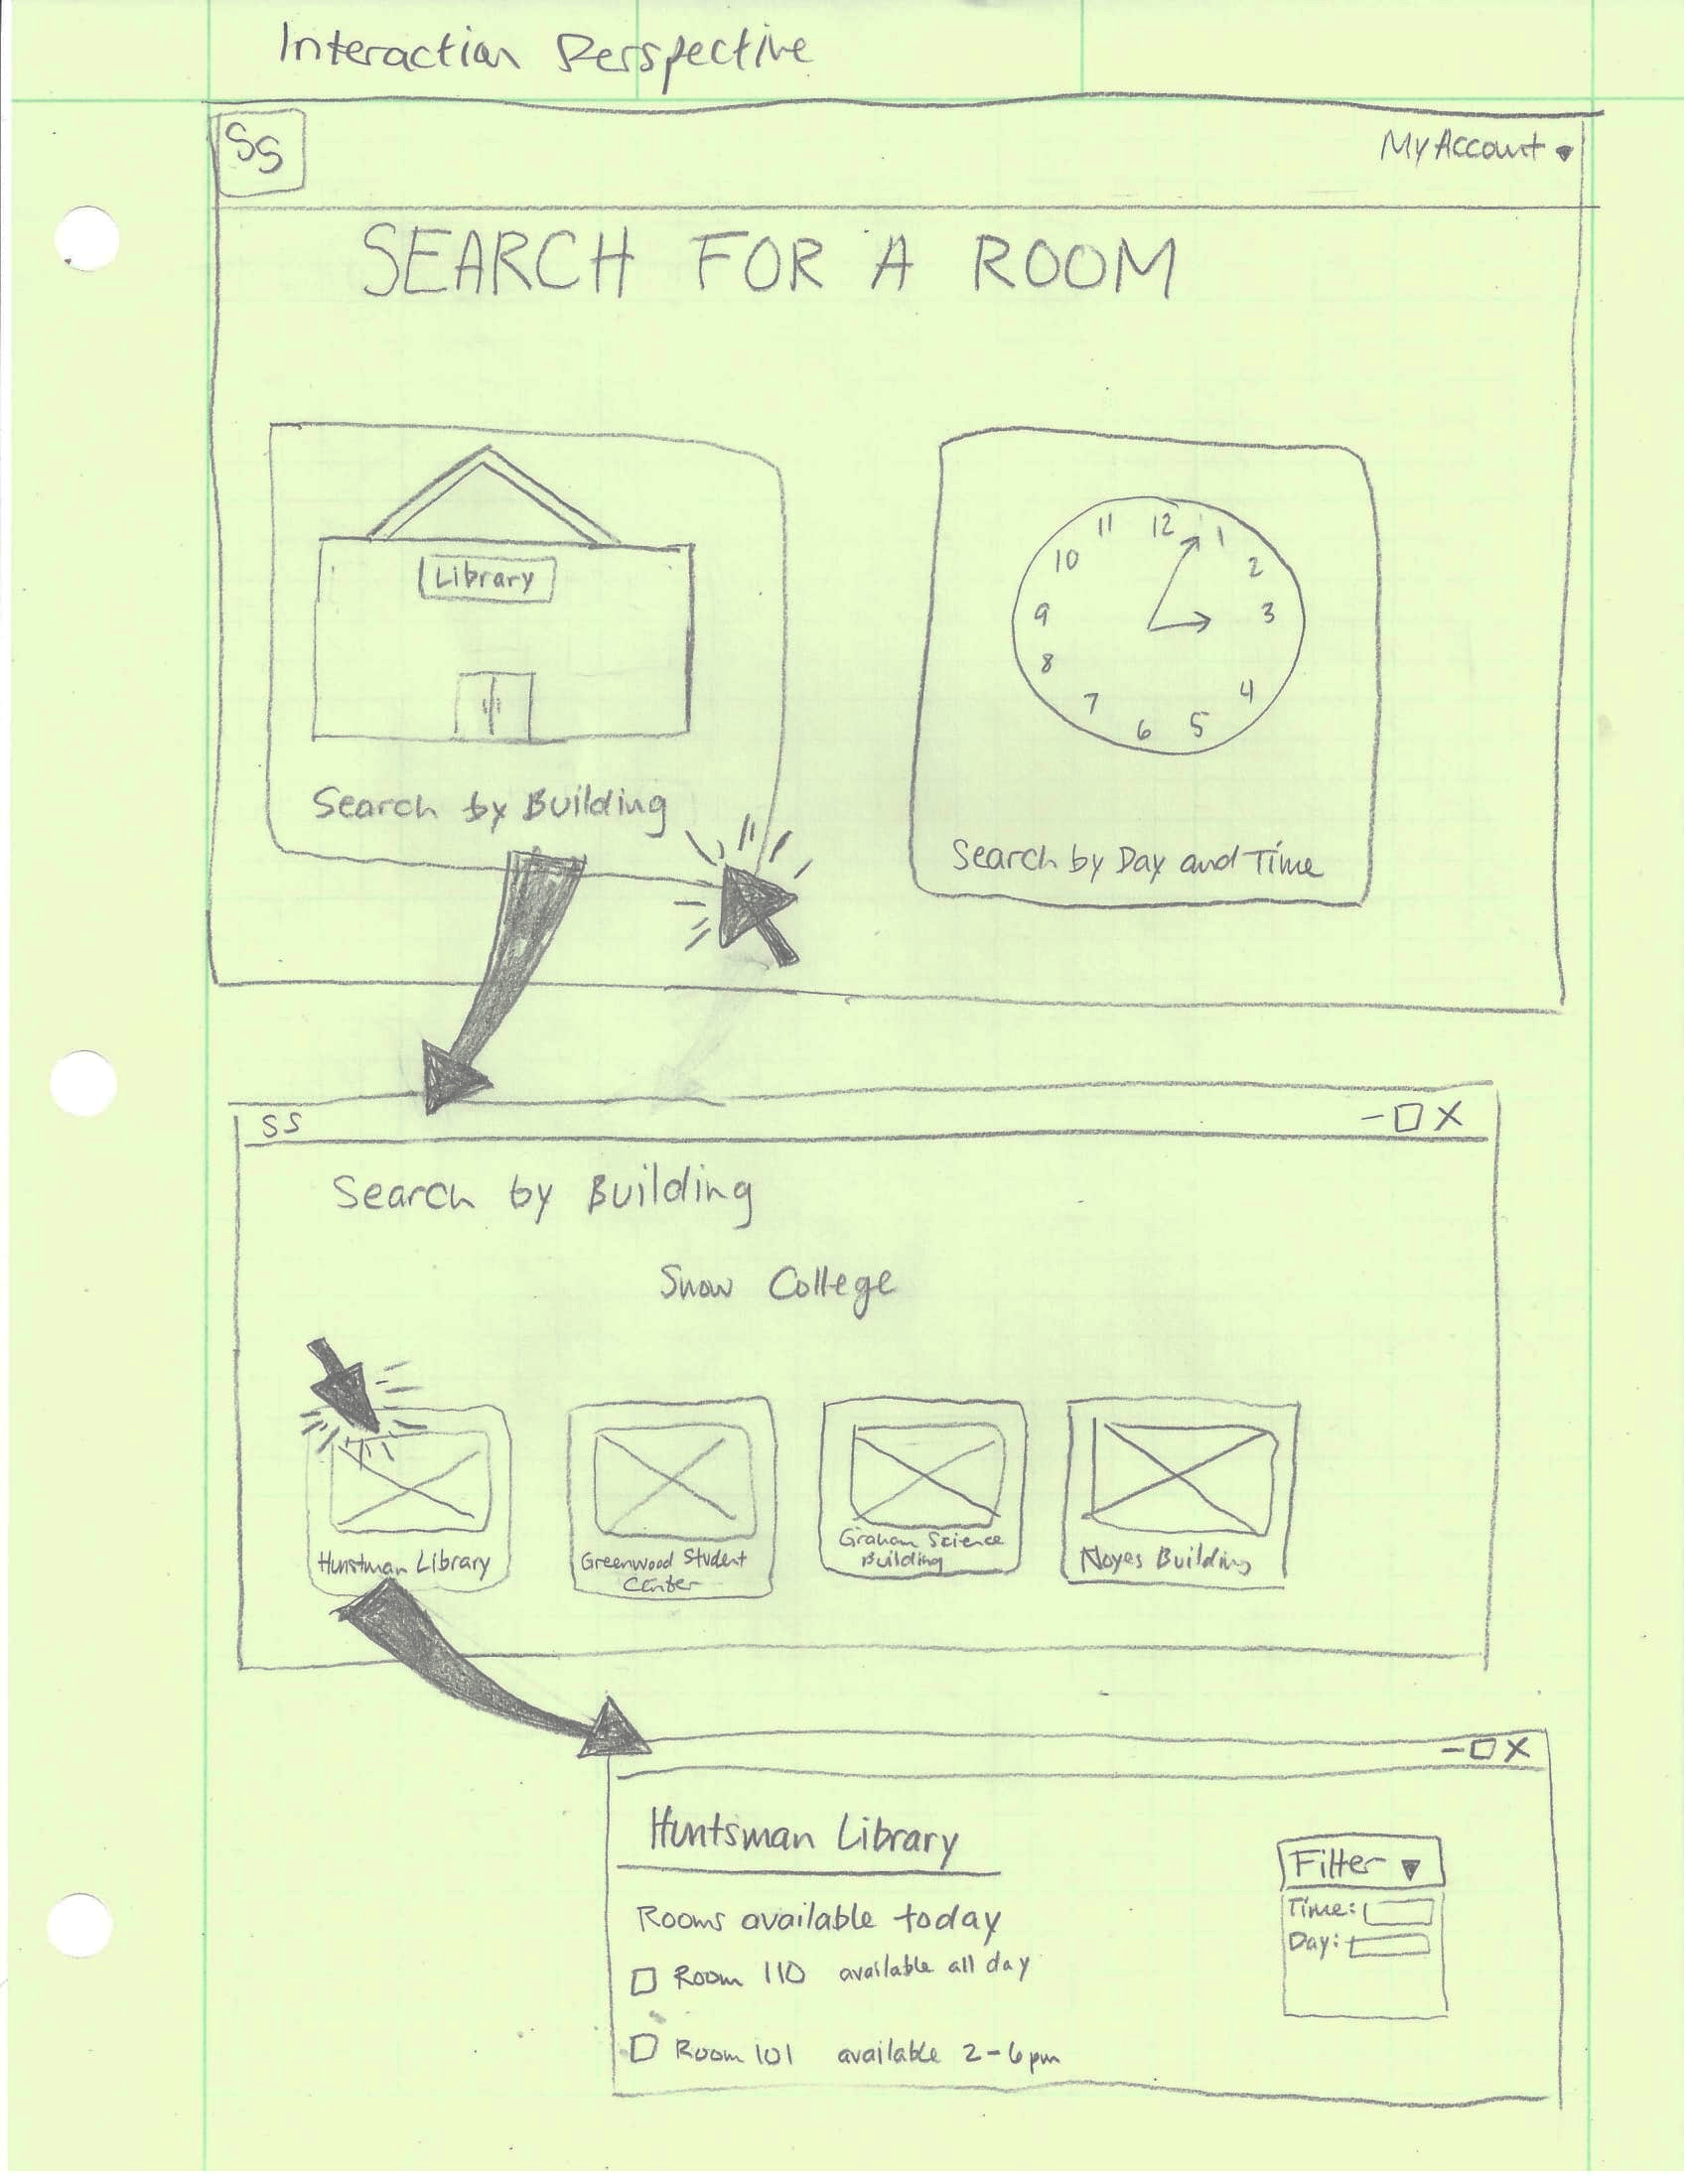 Interaction Perspective
SS
My Account ▾
SEARCH FOR A ROOM
Library
11 12 1
10 2
9 3
8 4
7 6 5
Search by Building
Search by Day and Time
SS
- □ X
Search by Building
Snow College
Hunstman Library
Greenwood Student
Center
Graham Science
Building
Noyes Building
- □ X
Huntsman Library
Filter ▾
Time:
Day:
Rooms available today
□ Room 110 available all day
□ Room 101 available 2-6pm